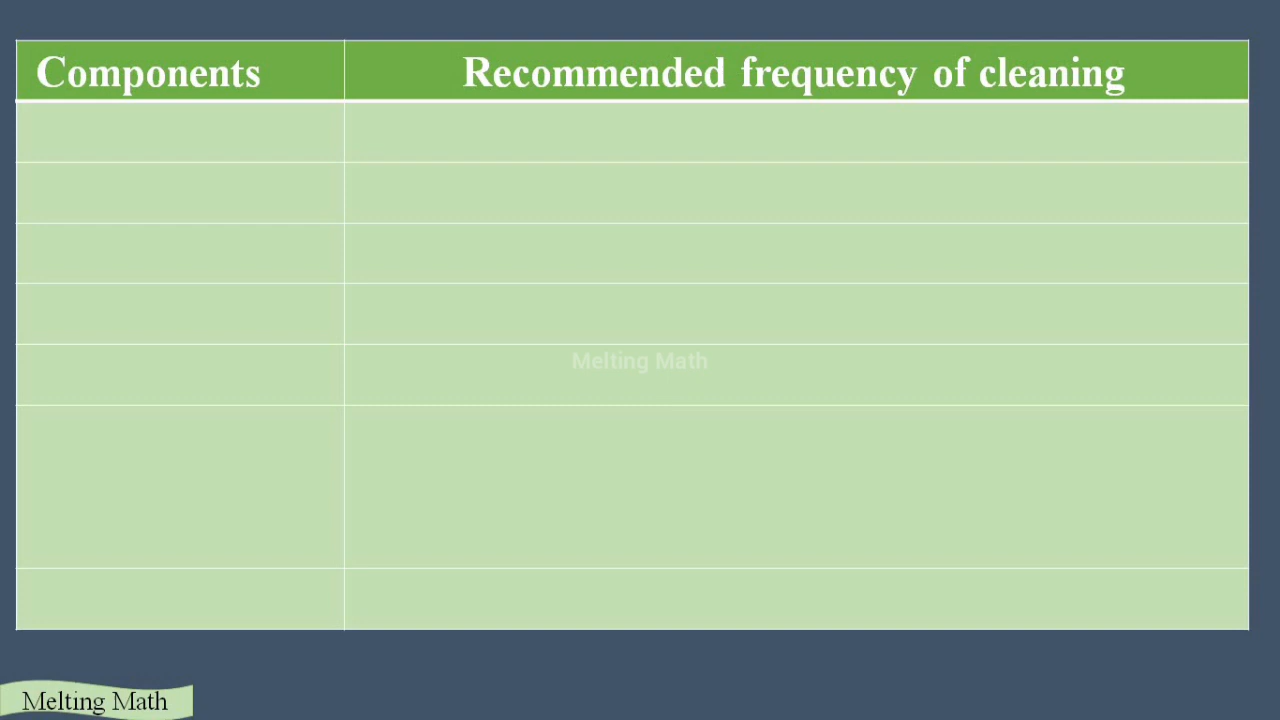 Components
Recommended frequency of cleaning
Melting Math
Melting Math